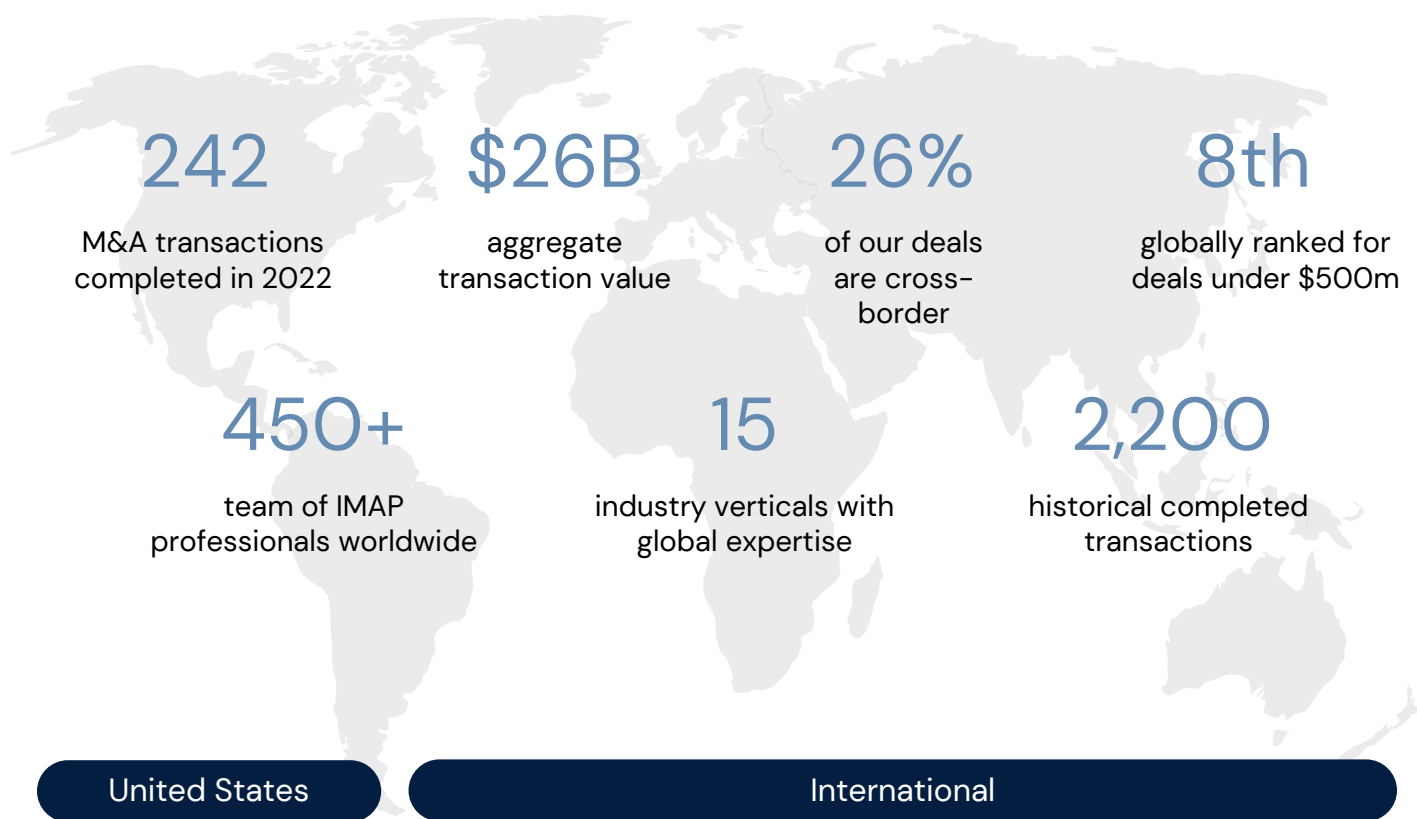 242
M&A transactions
completed in 2022
$26B
aggregate
transaction value
26%
of our deals
are cross-
border
8th
globally ranked for
deals under $500m
450+
team of IMAP
professionals worldwide
15
industry verticals with
global expertise
2,200
historical completed
transactions
United States
International